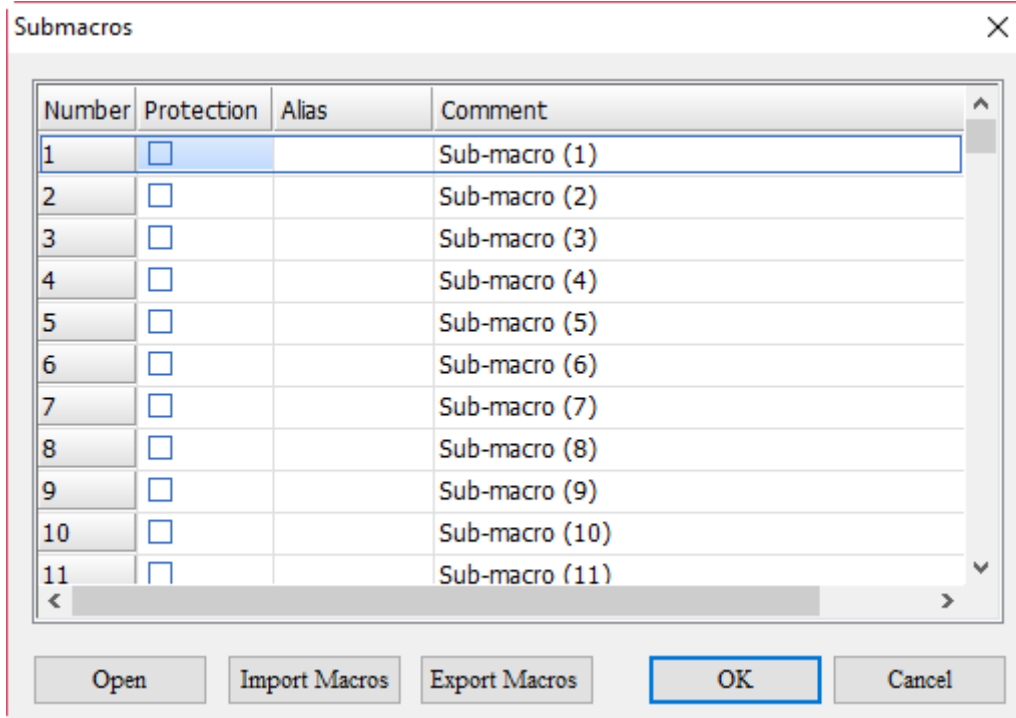 Submacros
Number Protection Alias Comment
1 Sub-macro (1)
2 Sub-macro (2)
3 Sub-macro (3)
4 Sub-macro (4)
5 Sub-macro (5)
6 Sub-macro (6)
7 Sub-macro (7)
8 Sub-macro (8)
9 Sub-macro (9)
10 Sub-macro (10)
11 Sub-macro (11)
Open Import Macros Export Macros OK Cancel